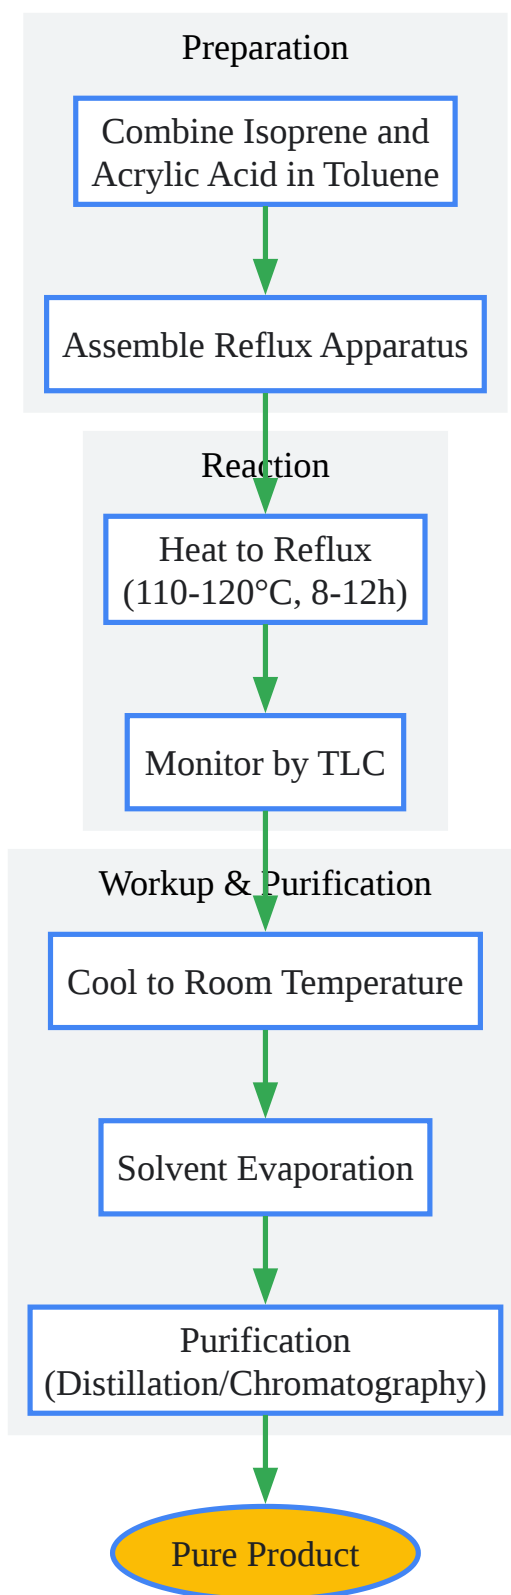 Preparation
Combine Isoprene and
Acrylic Acid in Toluene
Assemble Reflux Apparatus
Reaction
Heat to Reflux
(110-120°C, 8-12h)
Monitor by TLC
Workup & Purification
Cool to Room Temperature
Solvent Evaporation
Purification
(Distillation/Chromatography)
Pure Product